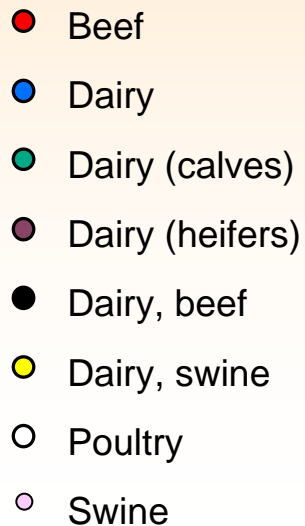 Beef
Dairy
Dairy (calves)
Dairy (heifers)
Dairy, beef
Dairy, swine
Poultry
Swine